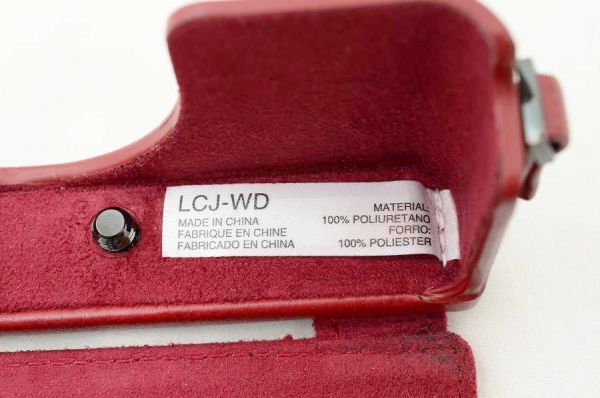 LCJ-WD
MADE IN CHINA
FABRIQUE EN CHINE
FABRICADO EN CHINA
MATERIAL:
100% POLIURETANO
FORRO:
100% POLIESTER